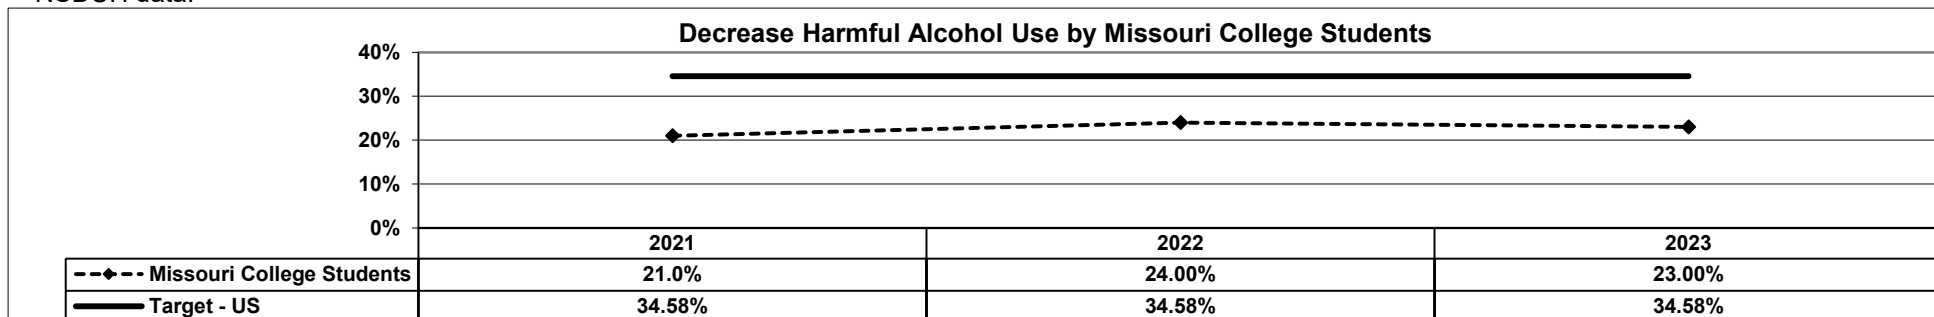 Decrease Harmful Alcohol Use by Missouri College Students
40%
30%
20%
10%
0%
2021 2022 2023
Missouri College Students 21.0% 24.00% 23.00%
Target - US 34.58% 34.58% 34.58%